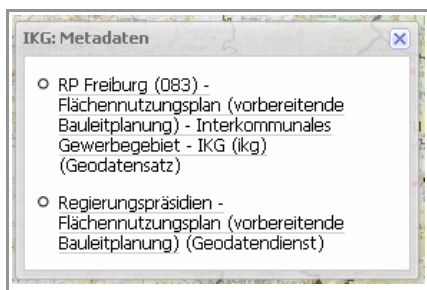 IKG: Metadaten
RP Freiburg (083) -
Flächennutzungsplan (vorbereitende
Bauleitplanung) - Interkommunales
Gewerbegebiet - IKG (ikg)
(Geodatensatz)
Regierungspräsidien -
Flächennutzungsplan (vorbereitende
Bauleitplanung) (Geodatendienst)